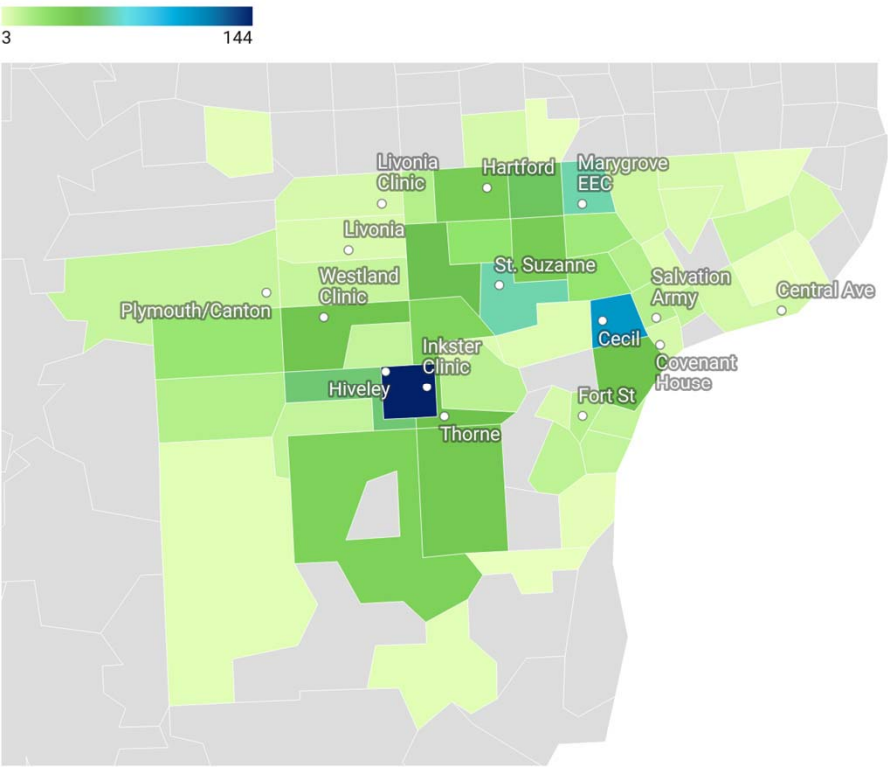 3
144
Livonia
Clinic
Hartford
Marygrove
EEC
Livonia
St. Suzanne
Westland
Clinic
Salvation
Army
Plymouth/Canton
Central Ave
Cecil
Inkster
Clinic
Covenant
House
Hiveley
Fort St
Thorne